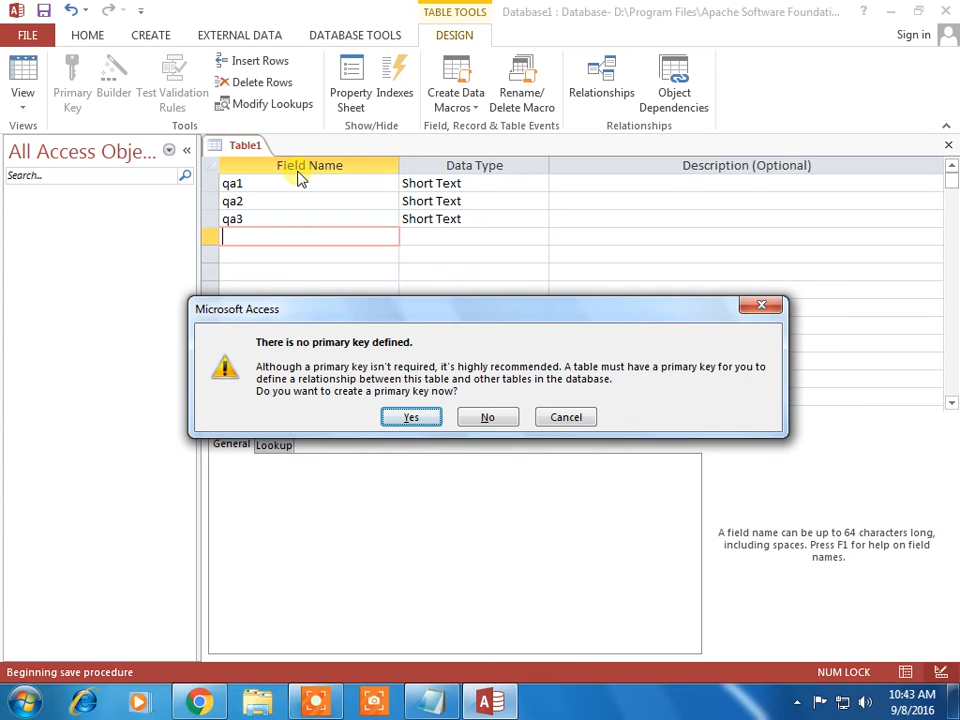 TABLE TOOLS
Database1 : Database- D:\Program Files\Apache Software Foundati...
?
FILE
HOME
CREATE
EXTERNAL DATA
DATABASE TOOLS
DESIGN
Sign in
View
Primary Key
Builder
Test Validation Rules
Insert Rows
Delete Rows
Modify Lookups
Property Sheet
Indexes
Create Data Macros
Rename/ Delete Macro
Relationships
Object Dependencies
Views
Tools
Show/Hide
Field, Record & Table Events
Relationships
All Access Obje...
«
Search...
Table1
Field Name
Data Type
Description (Optional)
qa1
Short Text
qa2
Short Text
qa3
Short Text
Microsoft Access
There is no primary key defined.
Although a primary key isn't required, it's highly recommended. A table must have a primary key for you to
define a relationship between this table and other tables in the database.
Do you want to create a primary key now?
Yes
No
Cancel
General
Lookup
A field name can be up to 64 characters long,
including spaces. Press F1 for help on field
names.
Beginning save procedure
NUM LOCK
10:43 AM
9/8/2016